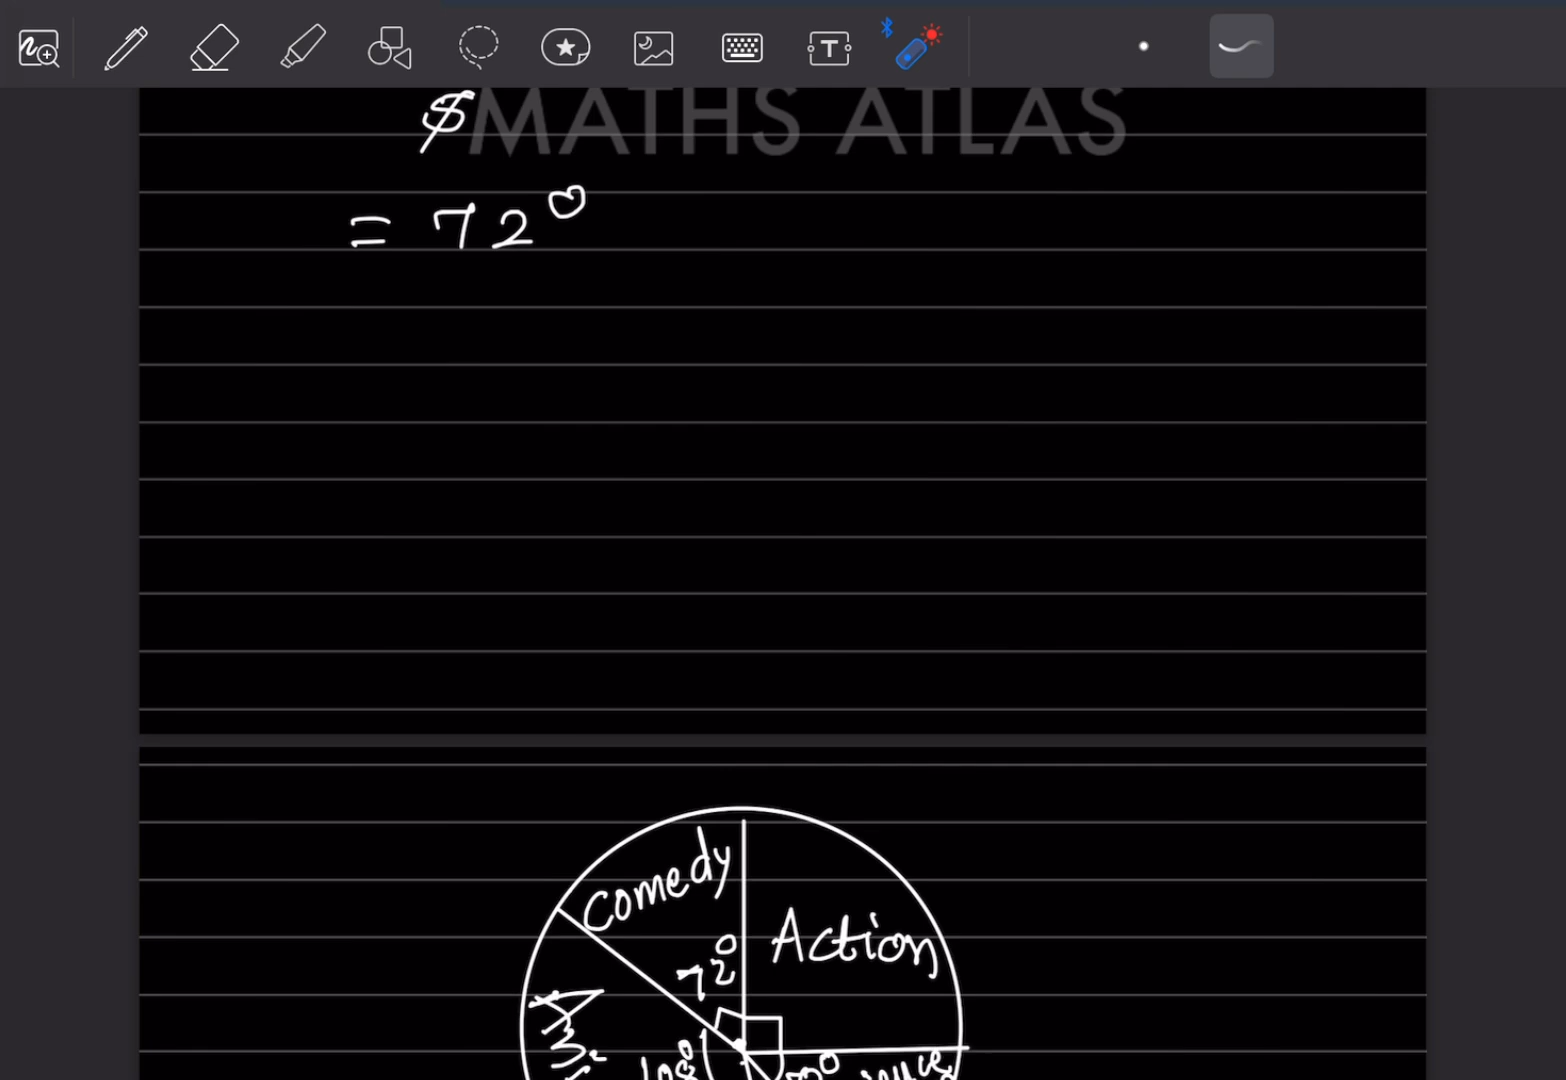 $
MATHS ATLAS
= 72°
Comedy
Action
72°
108°